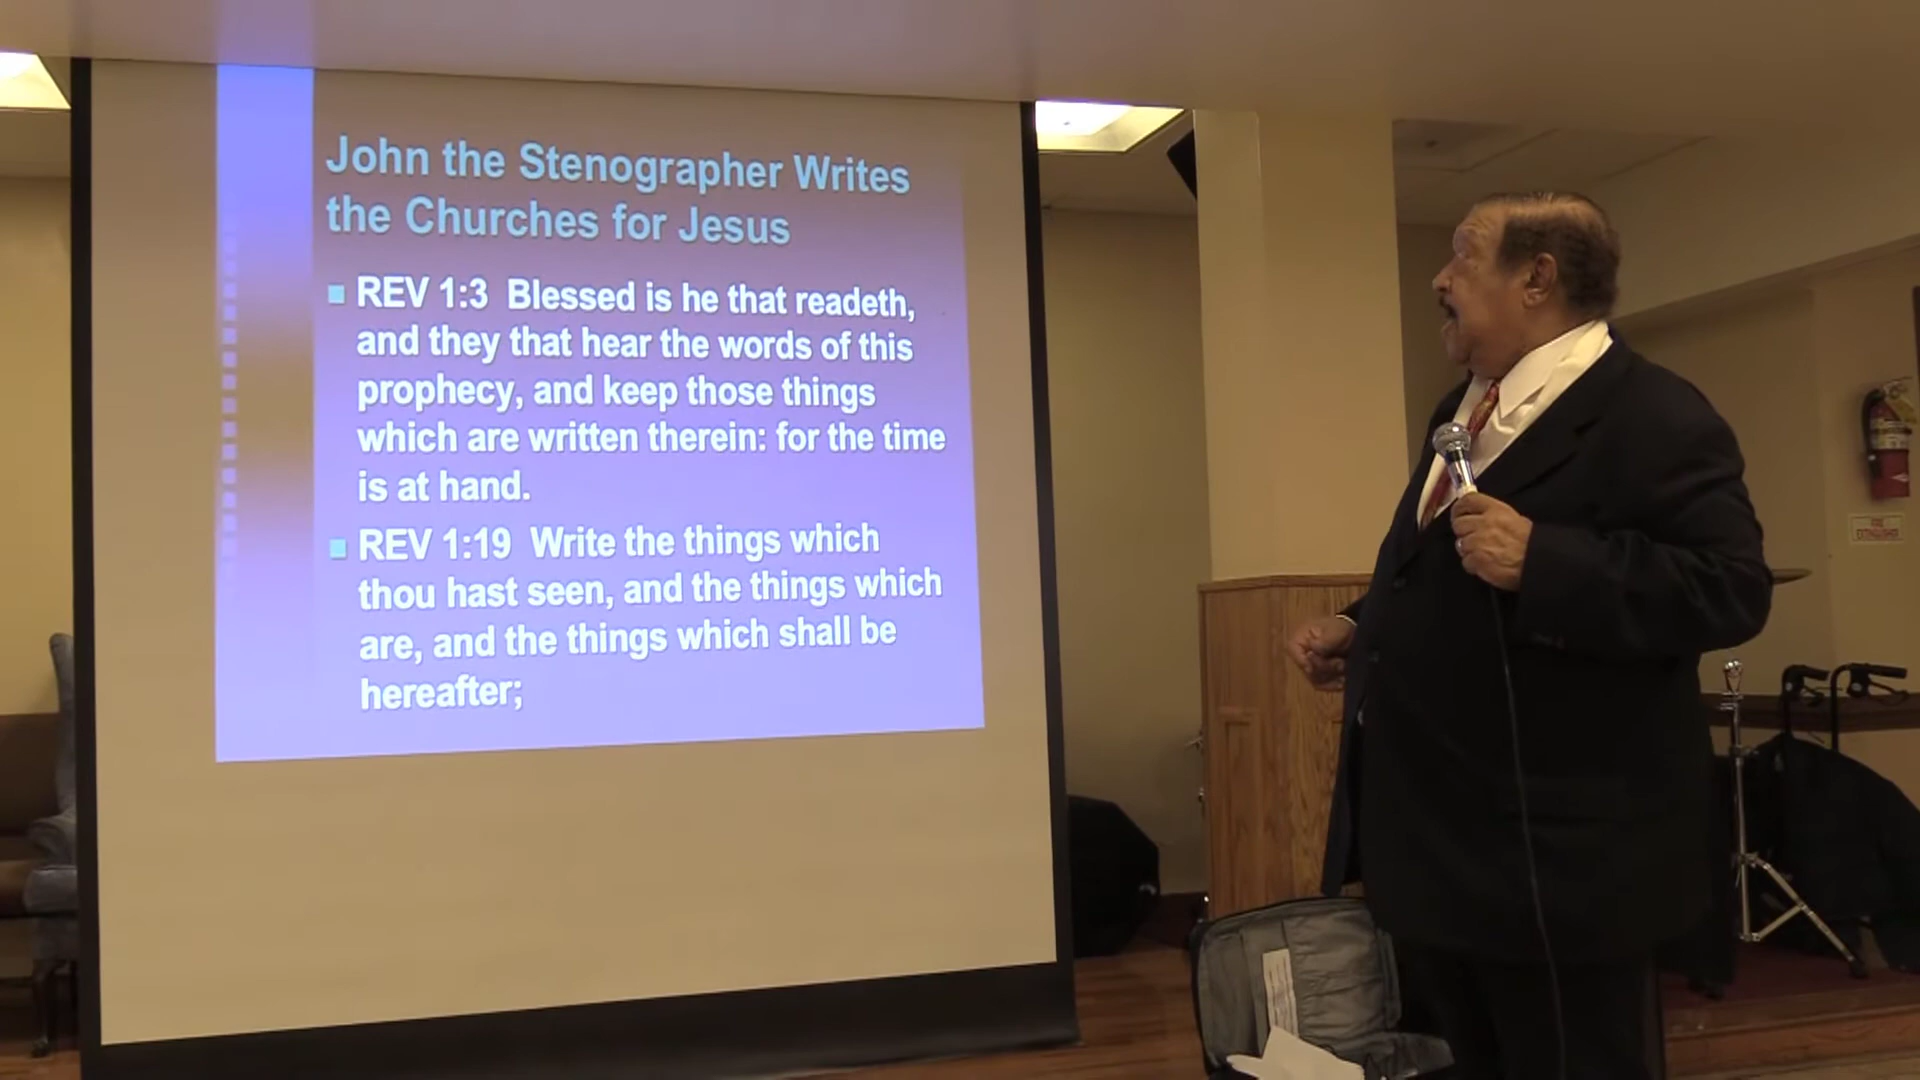 John the Stenographer Writes
the Churches for Jesus
REV 1:3 Blessed is he that readeth,
and they that hear the words of this
prophecy, and keep those things
which are written therein: for the time
is at hand.
REV 1:19 Write the things which
thou hast seen, and the things which
are, and the things which shall be
hereafter;
FIRE
EXTINGUISHER